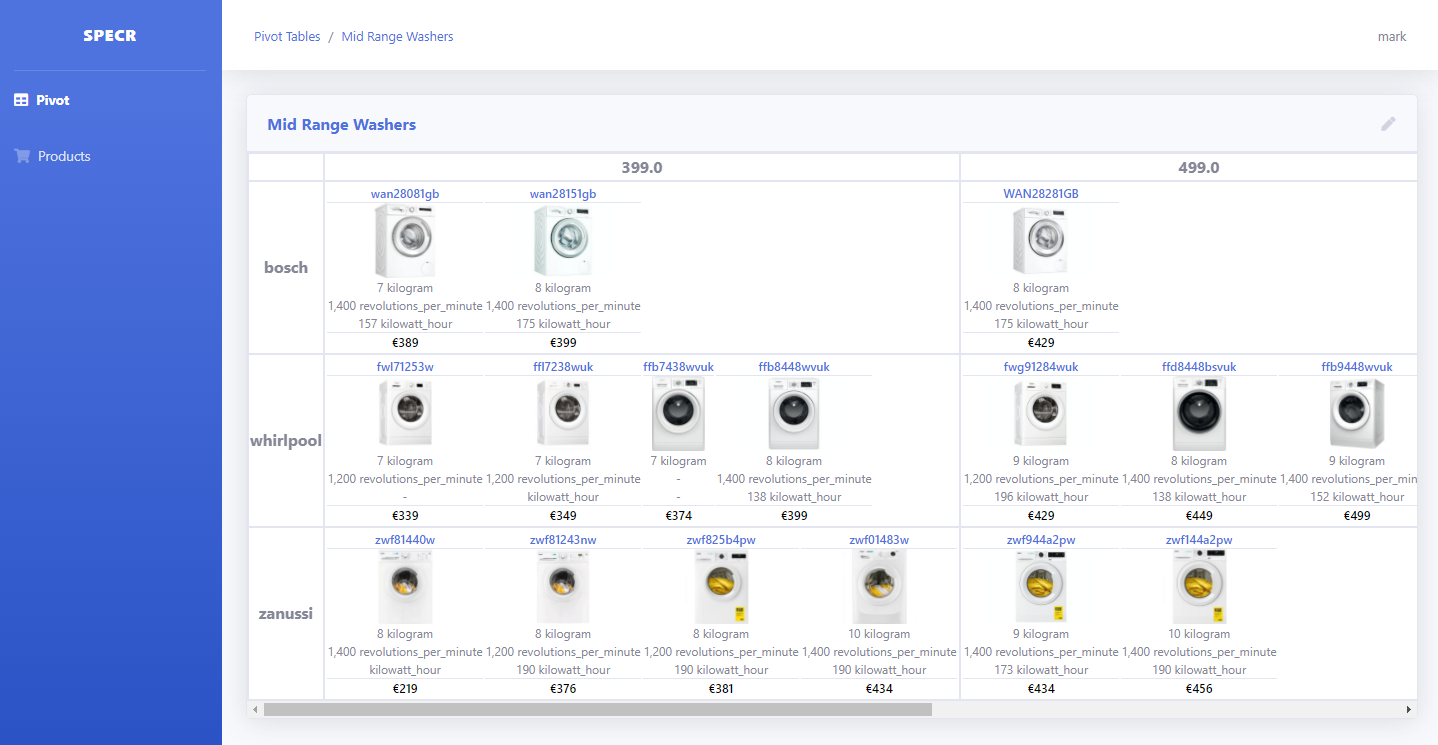 SPECR
Pivot Tables / Mid Range Washers
mark
Pivot
Products
Mid Range Washers
399.0 499.0
bosch
wan28081gb wan28151gb WAN28281GB
7 kilogram 8 kilogram 8 kilogram
1,400 revolutions_per_minute 1,400 revolutions_per_minute 1,400 revolutions_per_minute
157 kilowatt_hour 175 kilowatt_hour 175 kilowatt_hour
€389 €399 €429
whirlpool
fwl71253w ffl7238wuk ffb7438wvuk ffb8448wvuk fwg91284wuk ffd8448bsvuk ffb9448wvuk
7 kilogram 7 kilogram 7 kilogram 8 kilogram 9 kilogram 8 kilogram 9 kilogram
1,200 revolutions_per_minute 1,200 revolutions_per_minute - 1,400 revolutions_per_minute 1,200 revolutions_per_minute 1,400 revolutions_per_minute 1,400 revolutions_per_min
- kilowatt_hour - 138 kilowatt_hour 196 kilowatt_hour 138 kilowatt_hour 152 kilowatt_hour
€339 €349 €374 €399 €429 €449 €499
zanussi
zwf81440w zwf81243nw zwf825b4pw zwf01483w zwf944a2pw zwf144a2pw
8 kilogram 8 kilogram 8 kilogram 10 kilogram 9 kilogram 10 kilogram
1,400 revolutions_per_minute 1,200 revolutions_per_minute 1,200 revolutions_per_minute 1,400 revolutions_per_minute 1,400 revolutions_per_minute 1,400 revolutions_per_minute
kilowatt_hour 190 kilowatt_hour 190 kilowatt_hour 190 kilowatt_hour 173 kilowatt_hour 190 kilowatt_hour
€219 €376 €381 €434 €434 €456